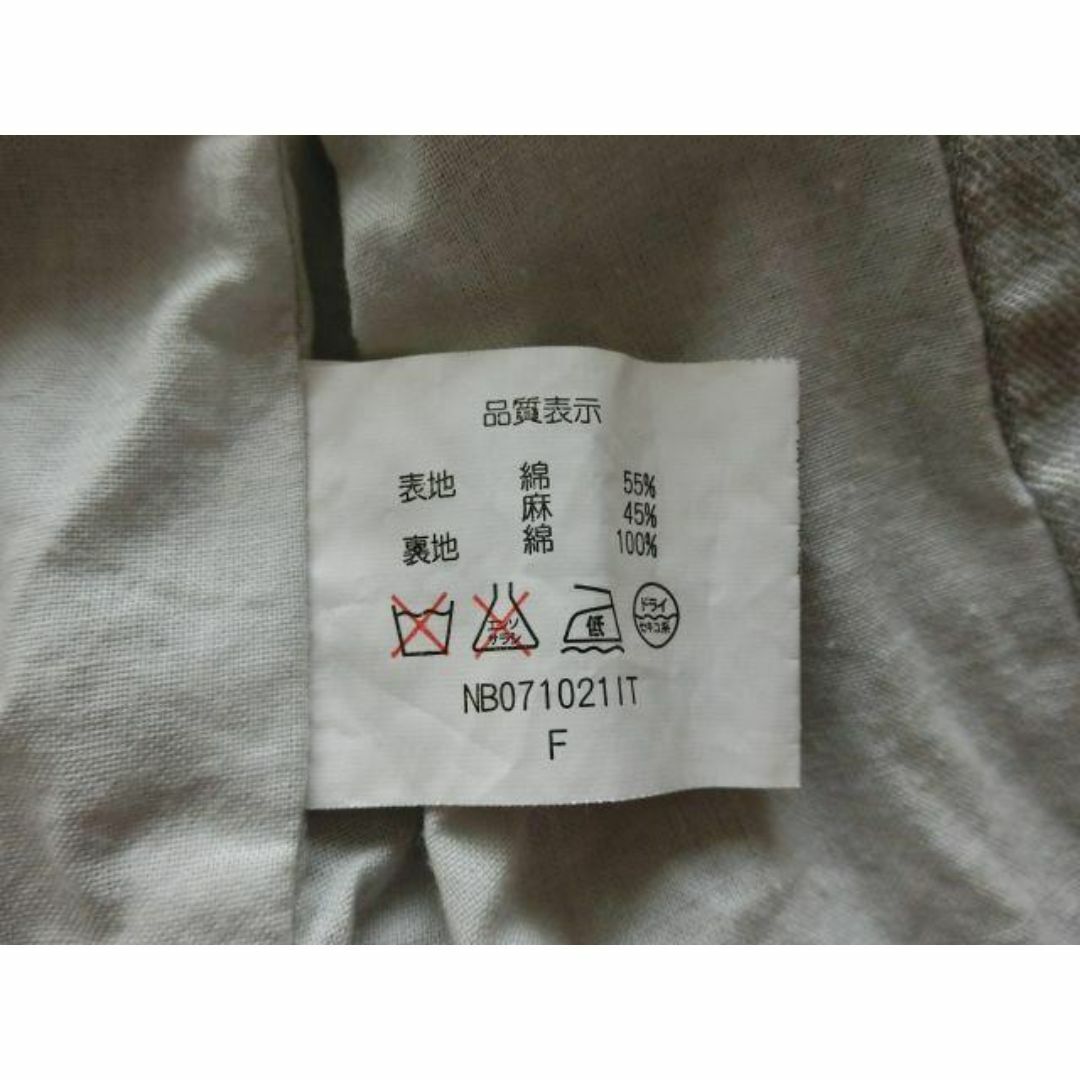 品質表示
表地 綿 55%
麻 45%
裏地 綿 100%
エンソ
サラシ
低
ドライ
セキユ系
NB071021IT
F